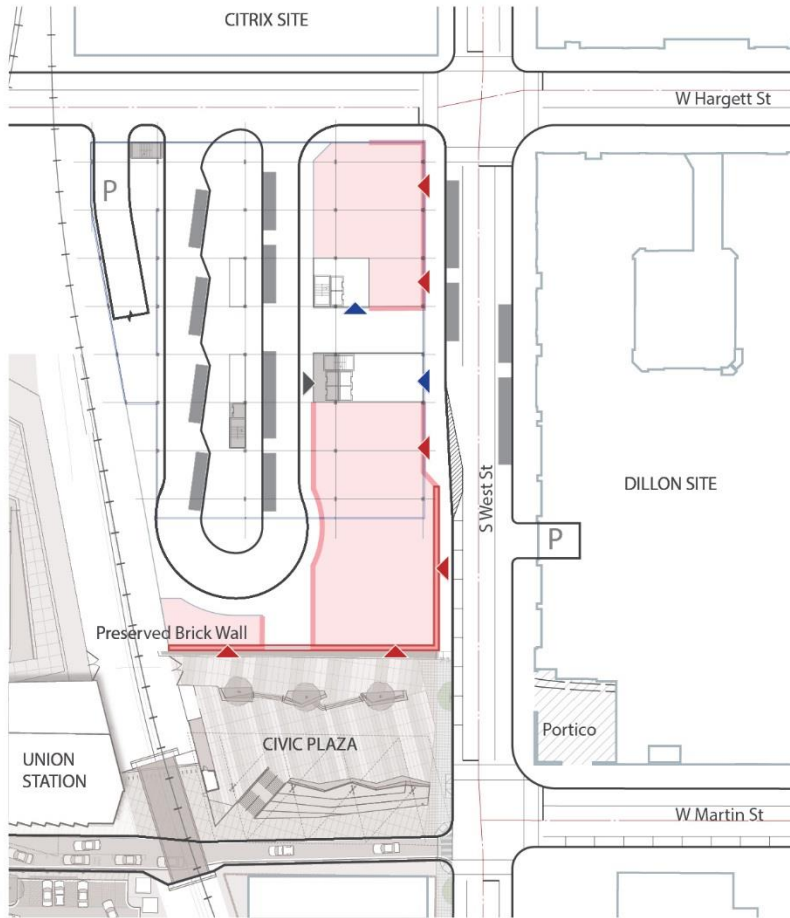 CITRIX SITE
W Hargett St
P
S West St
DILLON SITE
P
Preserved Brick Wall
Portico
CIVIC PLAZA
UNION
STATION
W Martin St